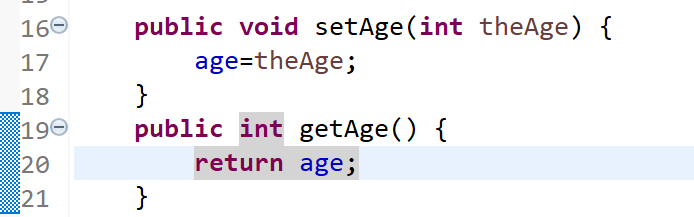 16 public void setAge(int theAge) {
17 age=theAge;
18 }
19 public int getAge() {
20 return age;
21 }